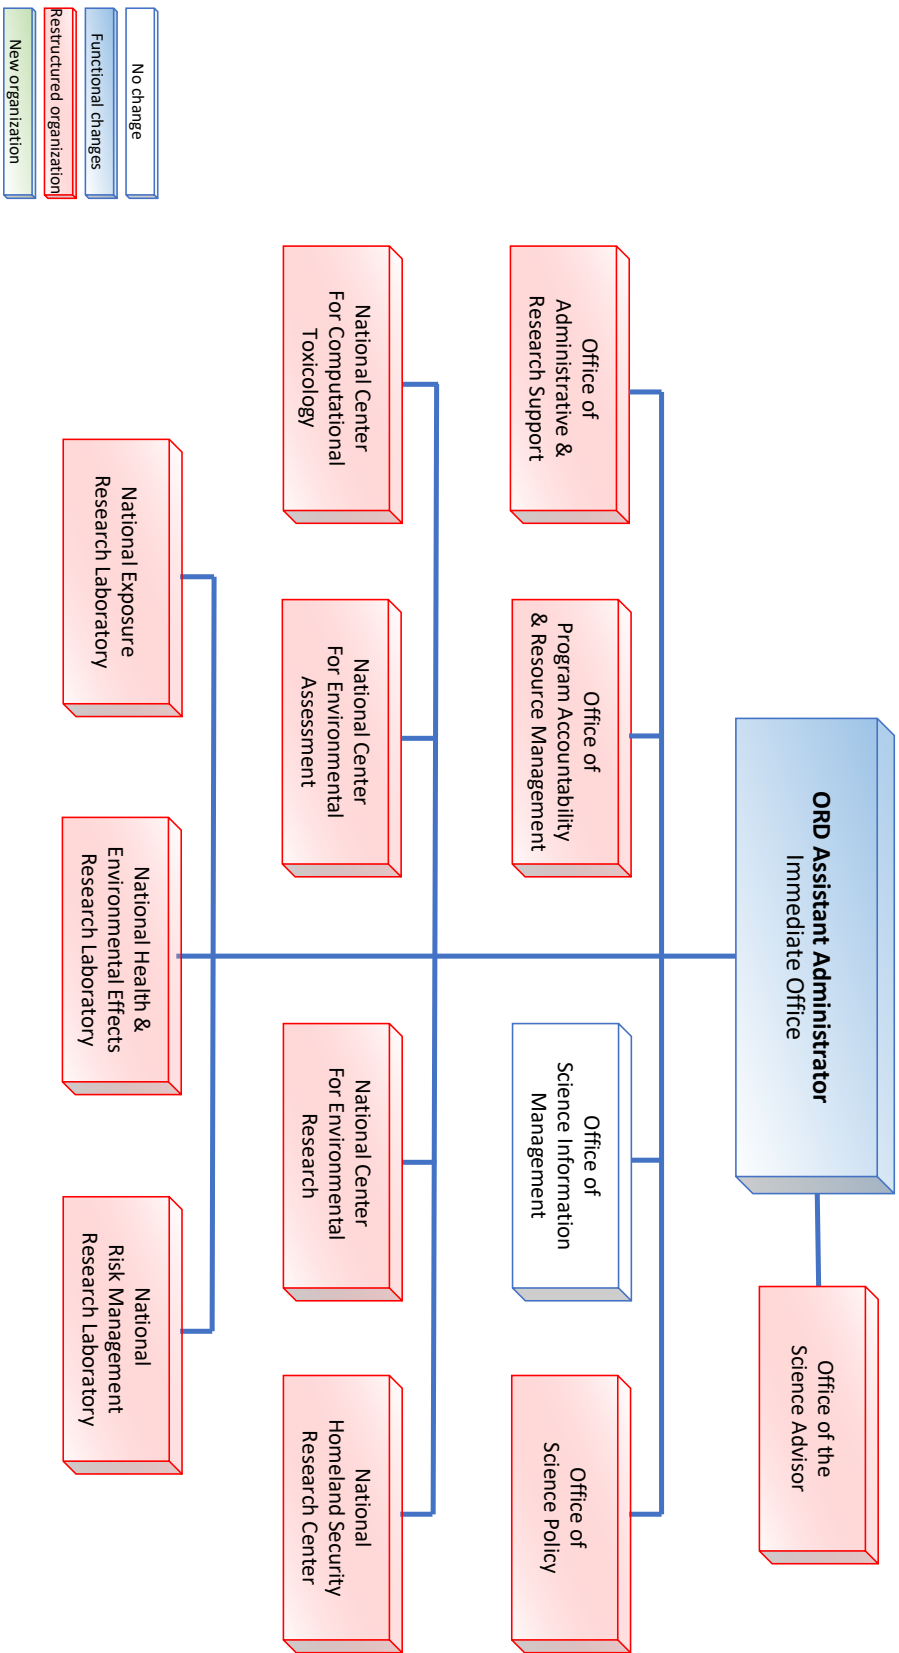 ORD Assistant Administrator
Immediate Office
Office of the
Science Advisor
Office of
Administrative &
Research Support
Office of
Program Accountability
& Resource Management
Office of
Science Information
Management
Office of
Science Policy
National Center
For Computational
Toxicology
National Center
For Environmental
Assessment
National Center
For Environmental
Research
National
Homeland Security
Research Center
National Exposure
Research Laboratory
National Health &
Environmental Effects
Research Laboratory
National
Risk Management
Research Laboratory
No change
Functional changes
Restructured organization
New organization